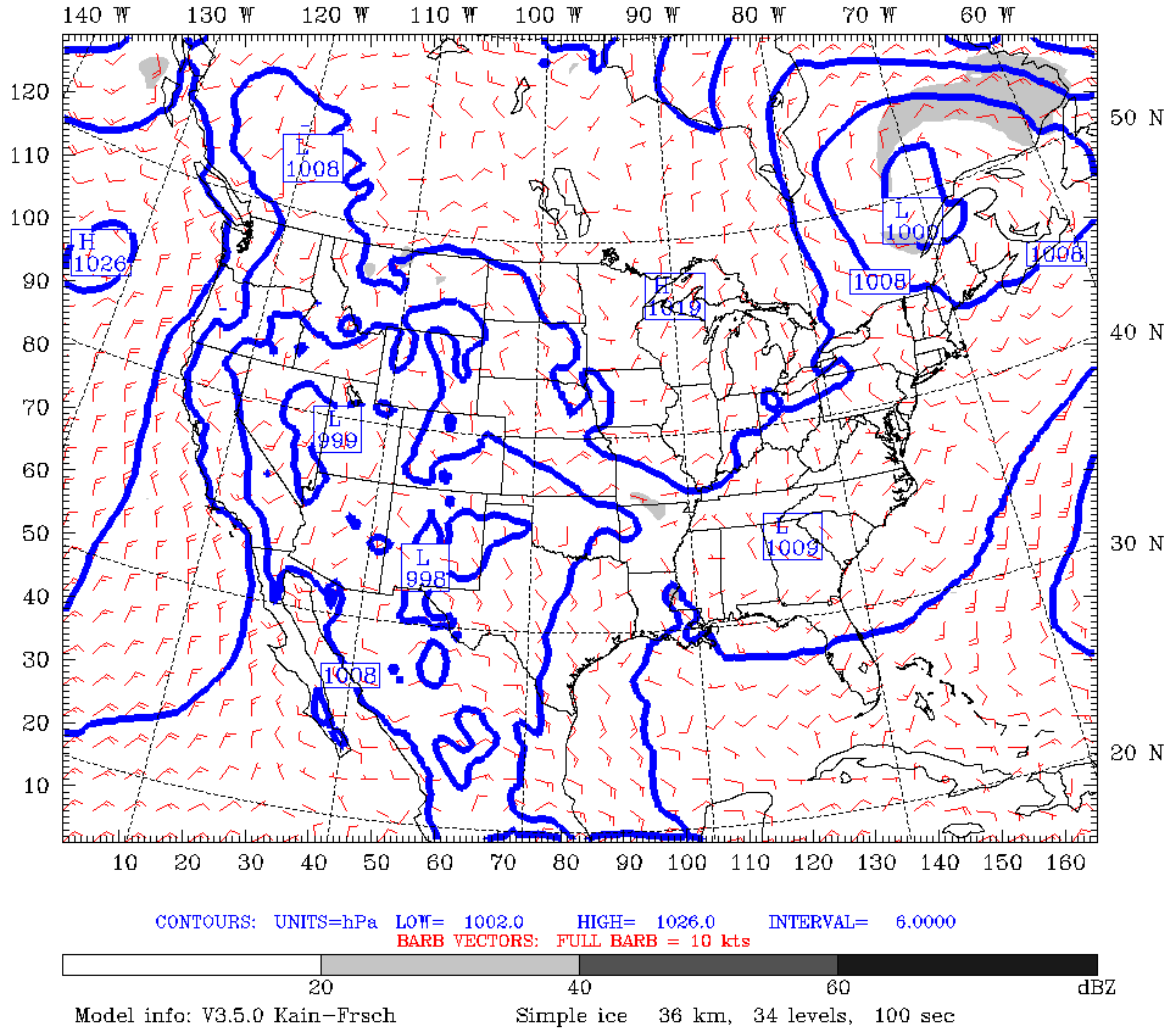 140 W 130 W 120 W 110 W 100 W 90 W 80 W 70 W 60 W
120
50 N
110
L
1008
100
L
1000
H
1026
1008
90
1008
H
1019
80
40 N
70
L
999
60
50
L
1009
30 N
40
L
998
30
1008
20
20 N
10
10 20 30 40 50 60 70 80 90 100 110 120 130 140 150 160
CONTOURS: UNITS=hPa LOW= 1002.0 HIGH= 1026.0 INTERVAL= 6.0000
BARB VECTORS: FULL BARB = 10 kts
20 40 60 dBZ
Model info: V3.5.0 Kain-Frsch Simple ice 36 km, 34 levels, 100 sec